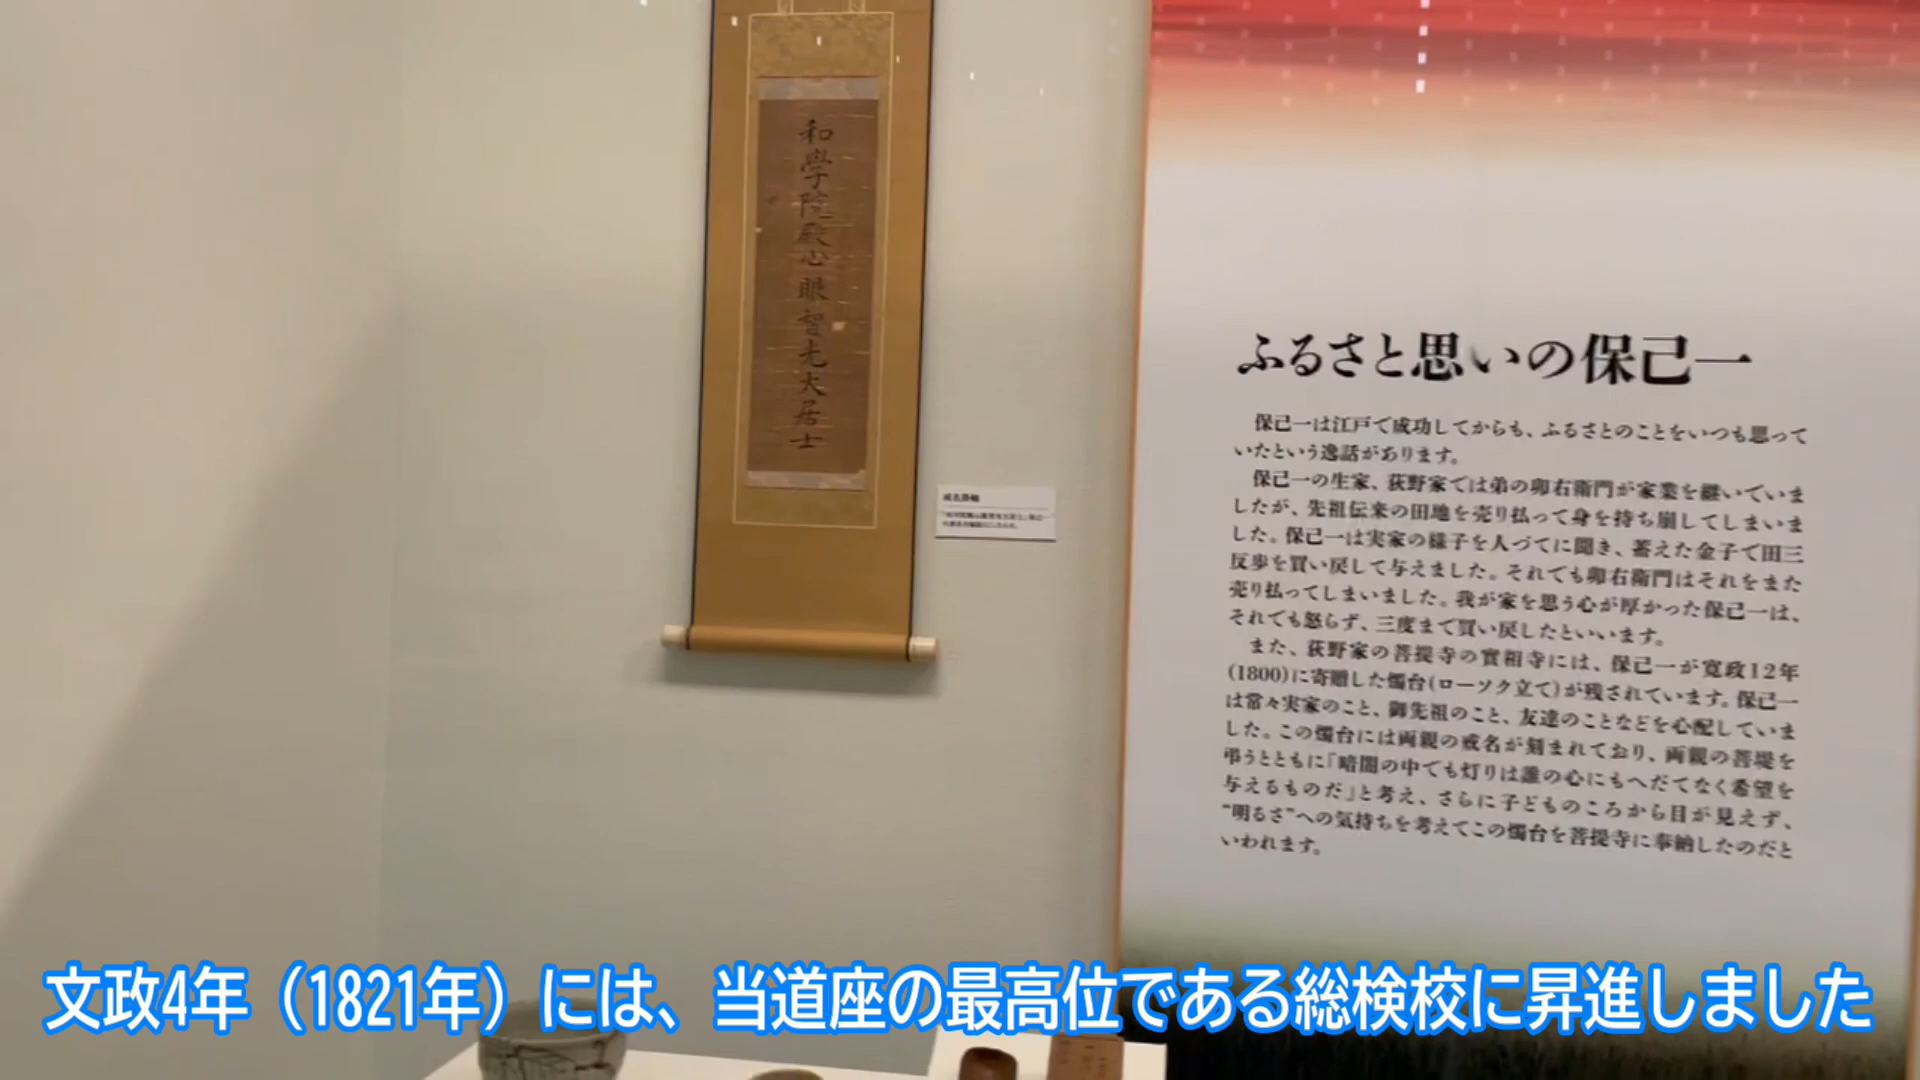 和學院殿心眼智光大居士
戒名掛軸
ふるさと思いの保己一
保己一は江戸で成功してからも、ふるさとのことをいつも思って
いたという逸話があります。
保己一の生家、荻野家では弟の卯右衛門が家業を継いでいま
したが、先祖伝来の田地を売り払って身を持ち崩してしまいま
した。保己一は実家の様子を人づてに聞き、蓄えた金子で田三
反歩を買い戻して与えました。それでも卯右衛門はそれをまた
売り払ってしまいました。我が家を思う心が厚かった保己一は、
それでも怒らず、三度まで買い戻したといいます。
また、荻野家の菩提寺の實相寺には、保己一が寛政12年
(1800)に寄贈した燭台(ローソク立て)が残されています。保己一
は常々実家のこと、御先祖のこと、友達のことなどを心配していま
した。この燭台には両親の戒名が刻まれており、両親の菩提を
弔うとともに「暗闇の中でも灯りは誰の心にもへだてなく希望を
与えるものだ」と考え、さらに子どものころから目が見えず、
“明るさ”への気持ちを考えてこの燭台を菩提寺に奉納したのだと
いわれます。
文政4年（1821年）には、当道座の最高位である総検校に昇進しました